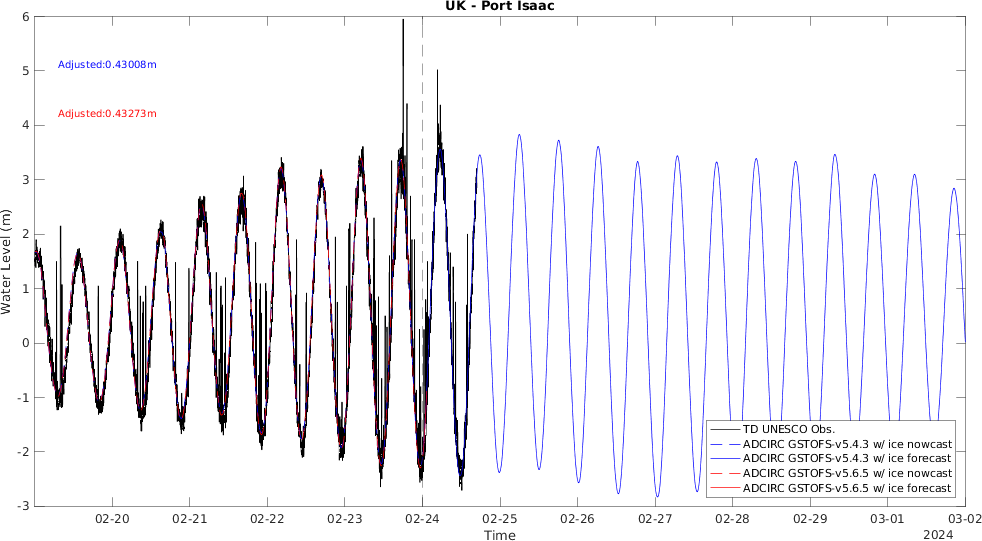 UK - Port Isaac
Adjusted:0.43008m
Adjusted:0.43273m
Water Level (m)
6
5
4
3
2
1
0
-1
-2
-3
TD UNESCO Obs.
ADCIRC GSTOFS-v5.4.3 w/ ice nowcast
ADCIRC GSTOFS-v5.4.3 w/ ice forecast
ADCIRC GSTOFS-v5.6.5 w/ ice nowcast
ADCIRC GSTOFS-v5.6.5 w/ ice forecast
02-20 02-21 02-22 02-23 02-24 02-25 02-26 02-27 02-28 02-29 03-01 03-02
Time
2024